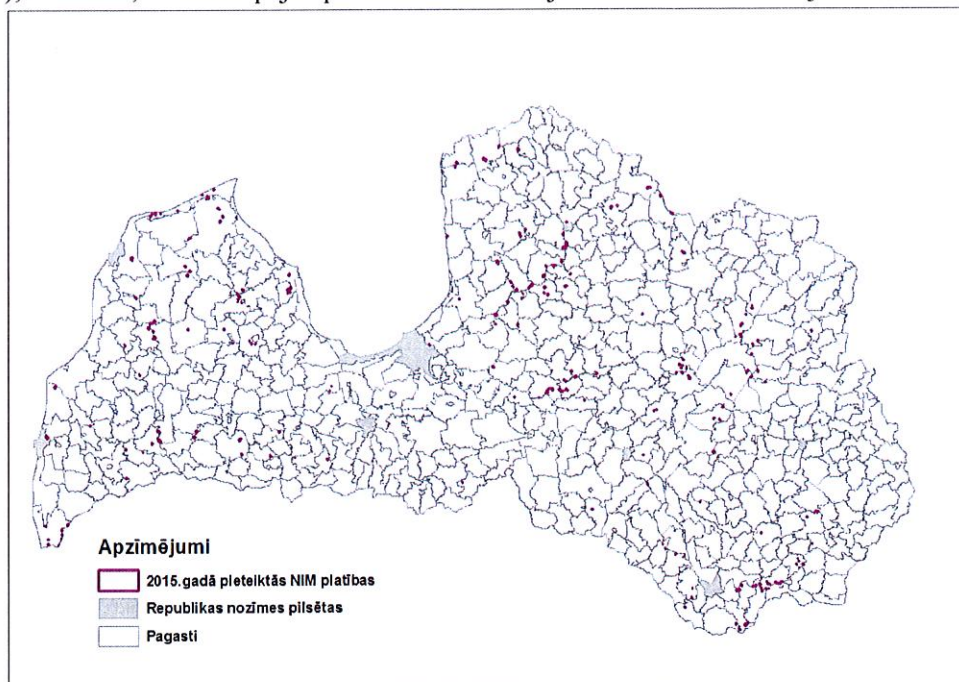 Apzīmējumi
2015.gadā pieteiktās NIM platības
Republikas nozīmes pilsētas
Pagasti